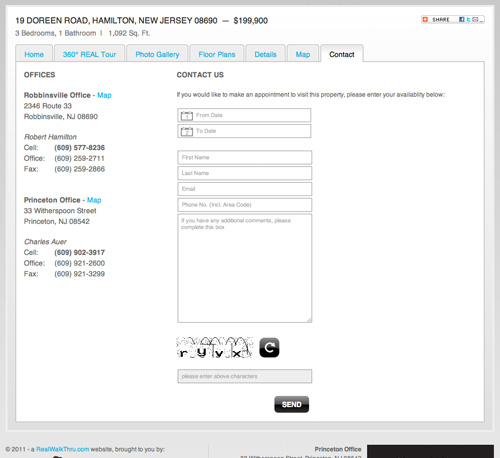 19 DOREEN ROAD, HAMILTON, NEW JERSEY 08690 — $199,900
SHARE
3 Bedrooms, 1 Bathroom | 1,092 Sq. Ft.
Home
360° REAL Tour
Photo Gallery
Floor Plans
Details
Map
Contact
OFFICES
Robbinsville Office - Map
2346 Route 33
Robbinsville, NJ 08690
Robert Hamilton
Cell: (609) 577-8236
Office: (609) 259-2711
Fax: (609) 259-2866
Princeton Office - Map
33 Witherspoon Street
Princeton, NJ 08542
Charles Auer
Cell: (609) 902-3917
Office: (609) 921-2600
Fax: (609) 921-3299
CONTACT US
If you would like to make an appointment to visit this property, please enter your availablity below:
1 From Date
2 To Date
First Name
Last Name
Email
Phone No. (Incl. Area Code)
If you have any additional comments, please
complete this box
r y v x
please enter above characters
SEND
© 2011 - a RealWalkThru.com website, brought to you by:
Princeton Office
33 Witherspoon Street, Princeton, NJ 08542